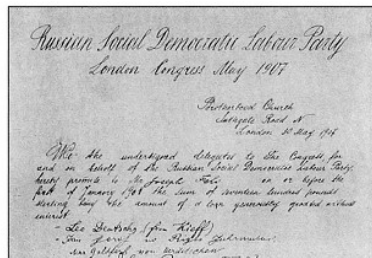 Russian Social Democratic Labour Party
London Congress May 1907
Brotherhood Church
Southgate Road N
London May
We the undersigned delegates to the Congress, for
and on behalf of the Russian Social Democratic Labour Party
hereby promise to Mr Joseph Fels on or before the
first of January 1908 the sum of seventeen hundred pounds
sterling being the amount of a loan generously granted without
interest
Leo Deutsch (from Kieff)
from
von